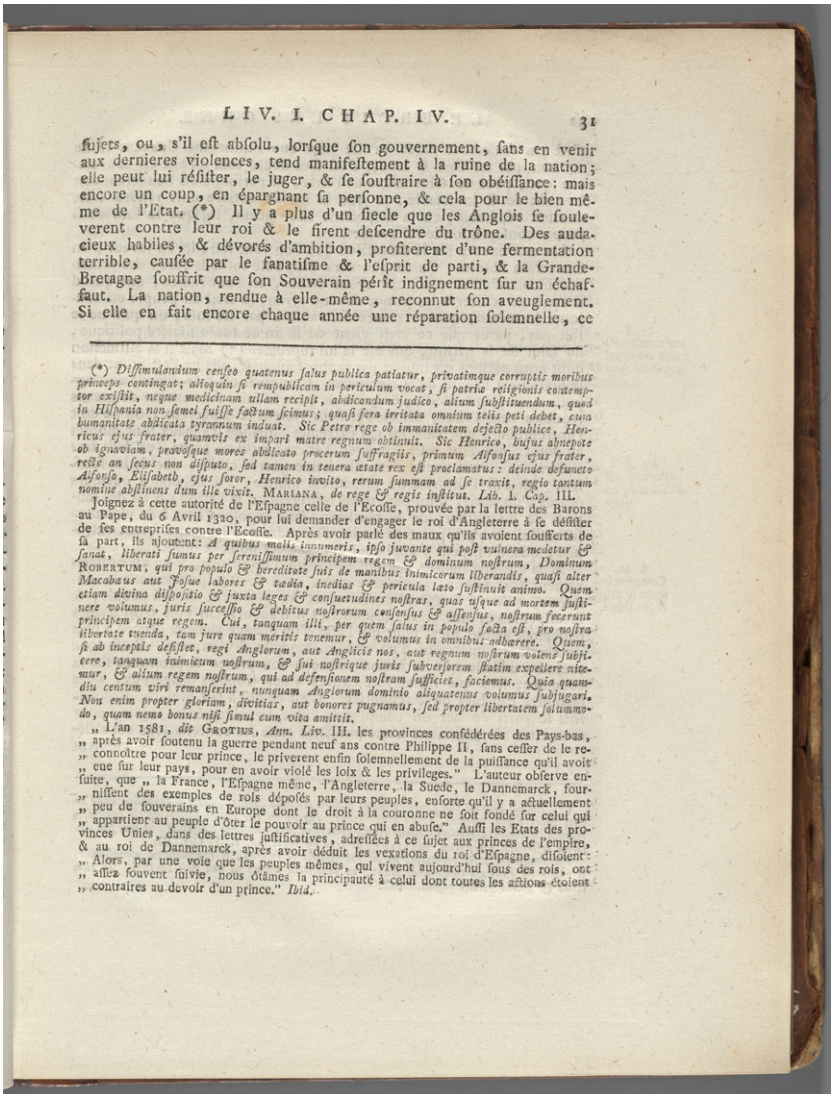 LIV. I. CHAP. IV. 31
ſujets, ou, s'il eſt abſolu, lorſque ſon gouvernement, ſans en venir
aux dernieres violences, tend manifeſtement à la ruine de la nation;
elle peut lui réſiſter, le juger, & ſe ſouſtraire à ſon obéiſſance: mais
encore un coup, en épargnant ſa perſonne, & cela pour le bien mê-
me de l'Etat. (*) Il y a plus d'un ſiecle que les Anglois ſe ſoule-
verent contre leur roi & le firent deſcendre du trône. Des auda-
cieux habiles, & dévorés d'ambition, profiterent d'une fermentation
terrible, cauſée par le fanatiſme & l'eſprit de parti, & la Grande-
Bretagne ſouffrit que ſon Souverain périt indignement ſur un échaf-
faut. La nation, rendue à elle-même, reconnut ſon aveuglement.
Si elle en fait encore chaque année une réparation ſolemnelle, ce
(*) Diſſimulandum cenſeo quatenus ſalus publica patiatur, privatimque corruptis moribus
princeps contingat; alioquin ſi rempublicam in periculum vocat, ſi patriæ religionis contemp-
tor exiſtit, neque medicinam ullam recipit, abdicandum judico, alium ſubſtituendum, quod
in Hiſpania non ſemel fuiſſe factum ſcimus; quaſi fera irritata omnium telis peti debet, cum
humanitate abdicata tyrannum induat. Sic Petro rege ob immanitatem dejecto publice, Hen-
ricus ejus frater, quamvis ex impari matre regnum obtinuit. Sic Henrico, hujus abnepote
ob ignaviam, pravoſque mores abdicato procerum ſuffragiis, primum Alfonſus ejus frater,
recte an ſecus non diſputo, ſed tamen in tenera ætate rex eſt proclamatus: deinde defuncto
Alfonſo, Eliſabeth, ejus ſoror, Henrico invito, rerum ſummam ad ſe traxit, regio tantum
nomine abſtinens dum ille vixit. MARIANA, de rege & regis inſtitut. Lib. I. Cap. III.
Joignez à cette autorité de l'Eſpagne celle de l'Ecoſſe, prouvée par la lettre des Barons
au Pape, du 6 Avril 1320, pour lui demander d'engager le roi d'Angleterre à ſe déſiſter
de ſes entrepriſes contre l'Ecoſſe. Après avoir parlé des maux qu'ils avoient ſoufferts de
ſa part, ils ajoutent: A quibus malis innumeris, ipſo juvante qui poſt vulnera medetur &
ſanat, liberati ſumus per ſereniſſimum principem regem & dominum noſtrum, Dominum
ROBERTUM, qui pro populo & hereditate ſuis de manibus inimicorum liberandis, quaſi alter
Macabæus aut Joſue labores & tædia, inedias & pericula læto ſuſtinuit animo. Quem
etiam divina diſpoſitio & juxta leges & conſuetudines noſtras, quas uſque ad mortem ſuſti-
nere volumus, juris ſucceſſio & debitus noſtrorum conſenſus & aſſenſus, noſtrum fecerunt
principem atque regem. Cui, tanquam illi, per quem ſalus in populo facta eſt, pro noſtra
libertate tuenda, tam jure quam meritis tenemur, & volumus in omnibus adhærere. Quem,
ſi ab inceptis deſiſtet, regi Anglorum, aut Anglicis nos, aut regnum noſtrum volens ſubji-
cere, tanquam inimicum noſtrum, & ſui noſtrique juris ſubverſorem ſtatim expellere nite-
mur, & alium regem noſtrum, qui ad defenſionem noſtram ſufficiet, faciemus. Quia quam-
diu centum viri remanſerint, nunquam Anglorum dominio aliquatenus volumus ſubjugari.
Non enim propter gloriam, divitias, aut honores pugnamus, ſed propter libertatem ſolummo-
do, quam nemo bonus niſi ſimul cum vita amittit.
„ L'an 1581, dit GROTIUS, Ann. Liv. III. les provinces confédérées des Pays-bas,
„ après avoir ſoutenu la guerre pendant neuf ans contre Philippe II, ſans ceſſer de le re-
„ connoître pour leur prince, le priverent enfin ſolemnellement de la puiſſance qu'il avoit
„ eue ſur leur pays, pour en avoir violé les loix & les privileges." L'auteur obſerve en-
ſuite, que „ la France, l'Eſpagne même, l'Angleterre, la Suede, le Dannemarck, four-
„ niſſent des exemples de rois dépoſés par leurs peuples, enſorte qu'il y a actuellement
„ peu de ſouverains en Europe dont le droit à la couronne ne ſoit fondé ſur celui qui
„ appartient au peuple d'ôter le pouvoir au prince qui en abuſe." Auſſi les Etats des pro-
vinces Unies, dans des lettres juſtificatives, adreſſées à ce ſujet aux princes de l'empire,
& au roi de Dannemarck, après avoir déduit les vexations du roi d'Eſpagne, diſoient:
„ Alors, par une voie que les peuples mêmes, qui vivent aujourd'hui ſous des rois, ont
„ aſſez ſouvent ſuivie, nous ôtâmes la principauté à celui dont toutes les actions étoient
„ contraires au devoir d'un prince." Ibid.